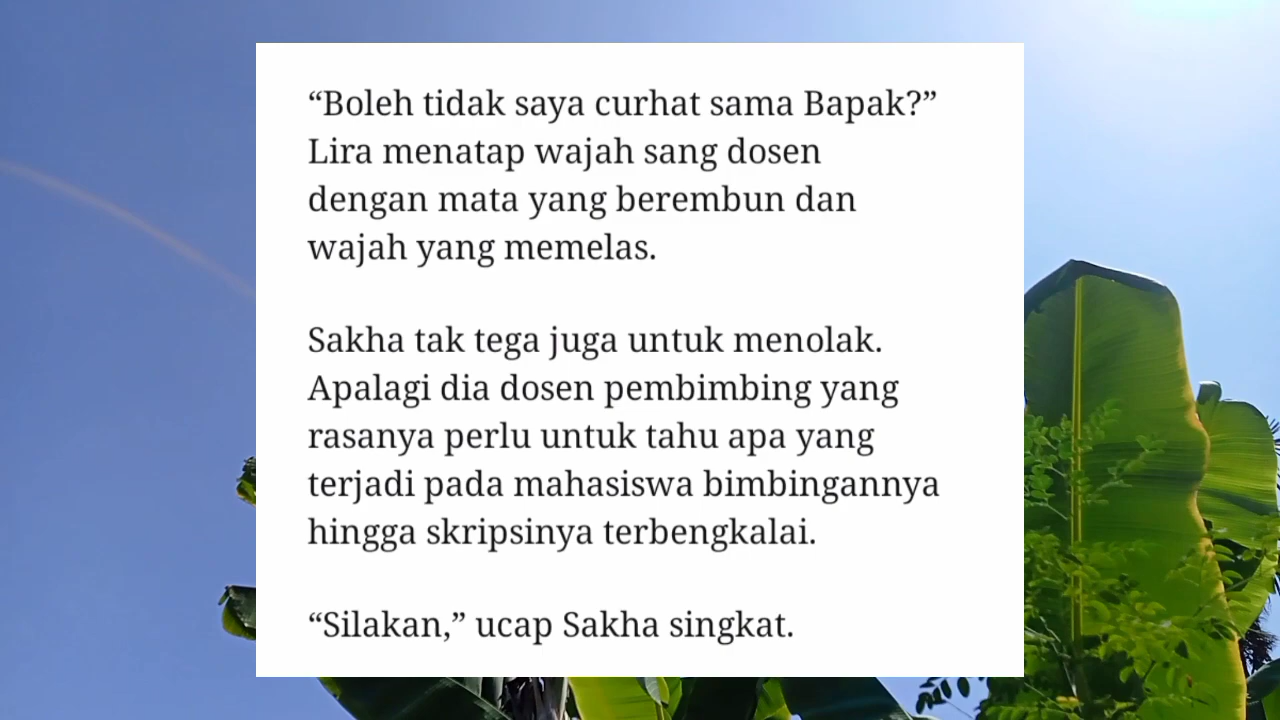 “Boleh tidak saya curhat sama Bapak?”
Lira menatap wajah sang dosen
dengan mata yang berembun dan
wajah yang memelas.
Sakha tak tega juga untuk menolak.
Apalagi dia dosen pembimbing yang
rasanya perlu untuk tahu apa yang
terjadi pada mahasiswa bimbingannya
hingga skripsinya terbengkalai.
“Silakan,” ucap Sakha singkat.